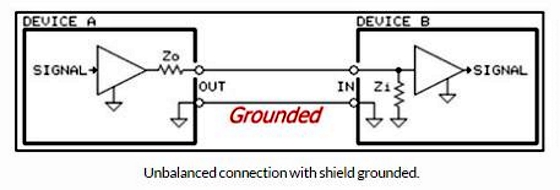 DEVICE A
DEVICE B
SIGNAL
Zo
OUT
IN
Zi
SIGNAL
Grounded
Unbalanced connection with shield grounded.